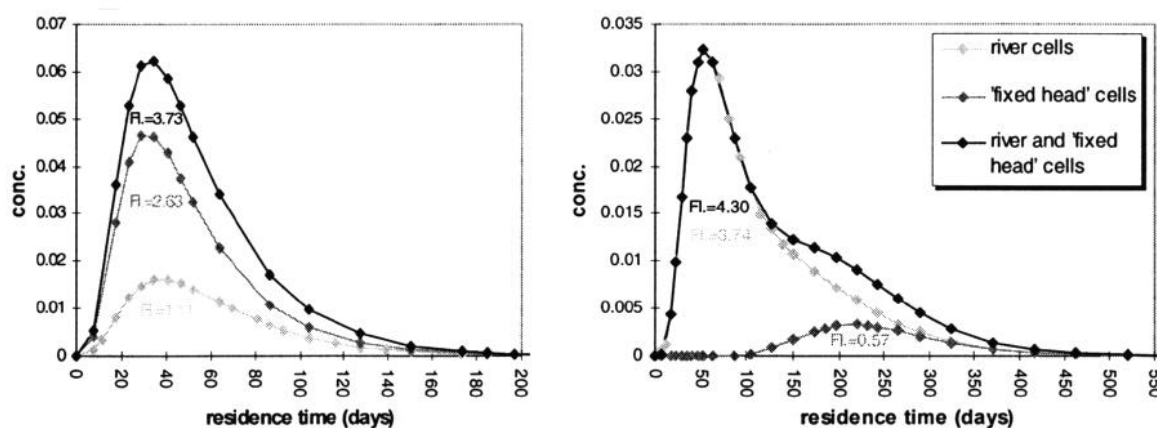 0.07
0.06
0.05
0.04
0.03
0.02
0.01
0
conc.
Fl.=3.73
Fl.=2.63
0 20 40 60 80 100 120 140 160 180 200
residence time (days)
0.035
0.03
0.025
0.02
0.015
0.01
0.005
0
conc.
Fl.=4.30
Fl.=3.74
Fl.=0.57
0 50 100 150 200 250 300 350 400 450 500 550
residence time (days)
river cells
'fixed head' cells
river and 'fixed
head' cells